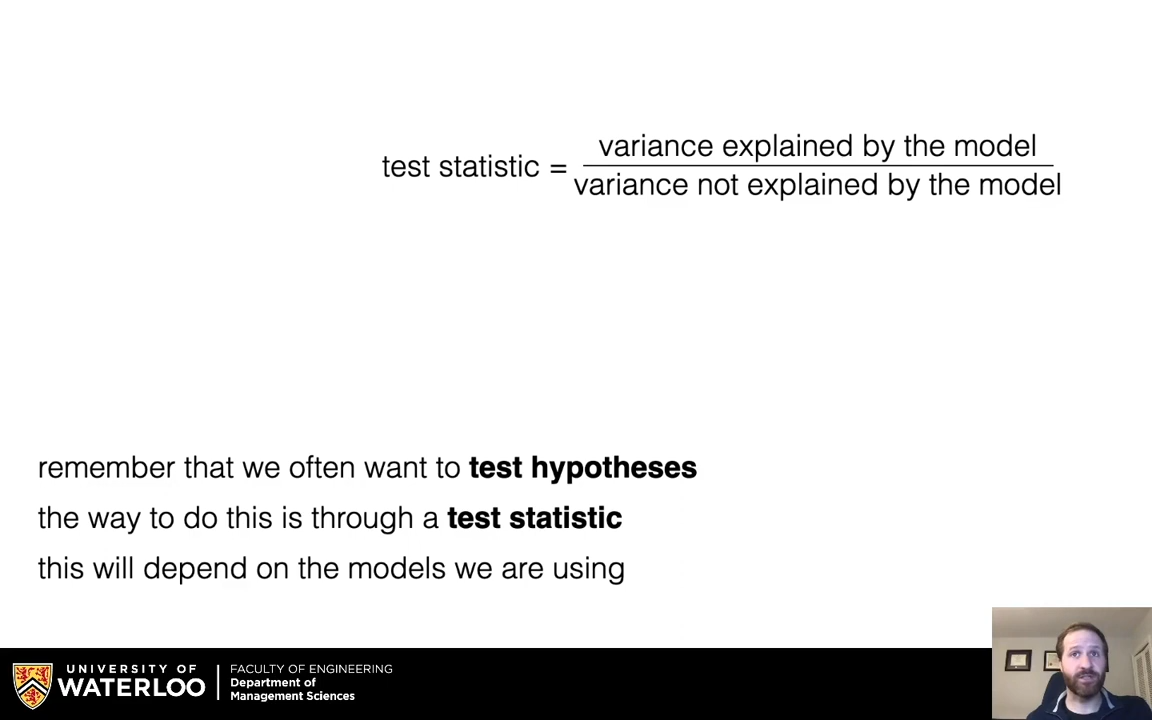 test statistic = variance explained by the model
variance not explained by the model
remember that we often want to test hypotheses
the way to do this is through a test statistic
this will depend on the models we are using
UNIVERSITY OF
WATERLOO
FACULTY OF ENGINEERING
Department of
Management Sciences